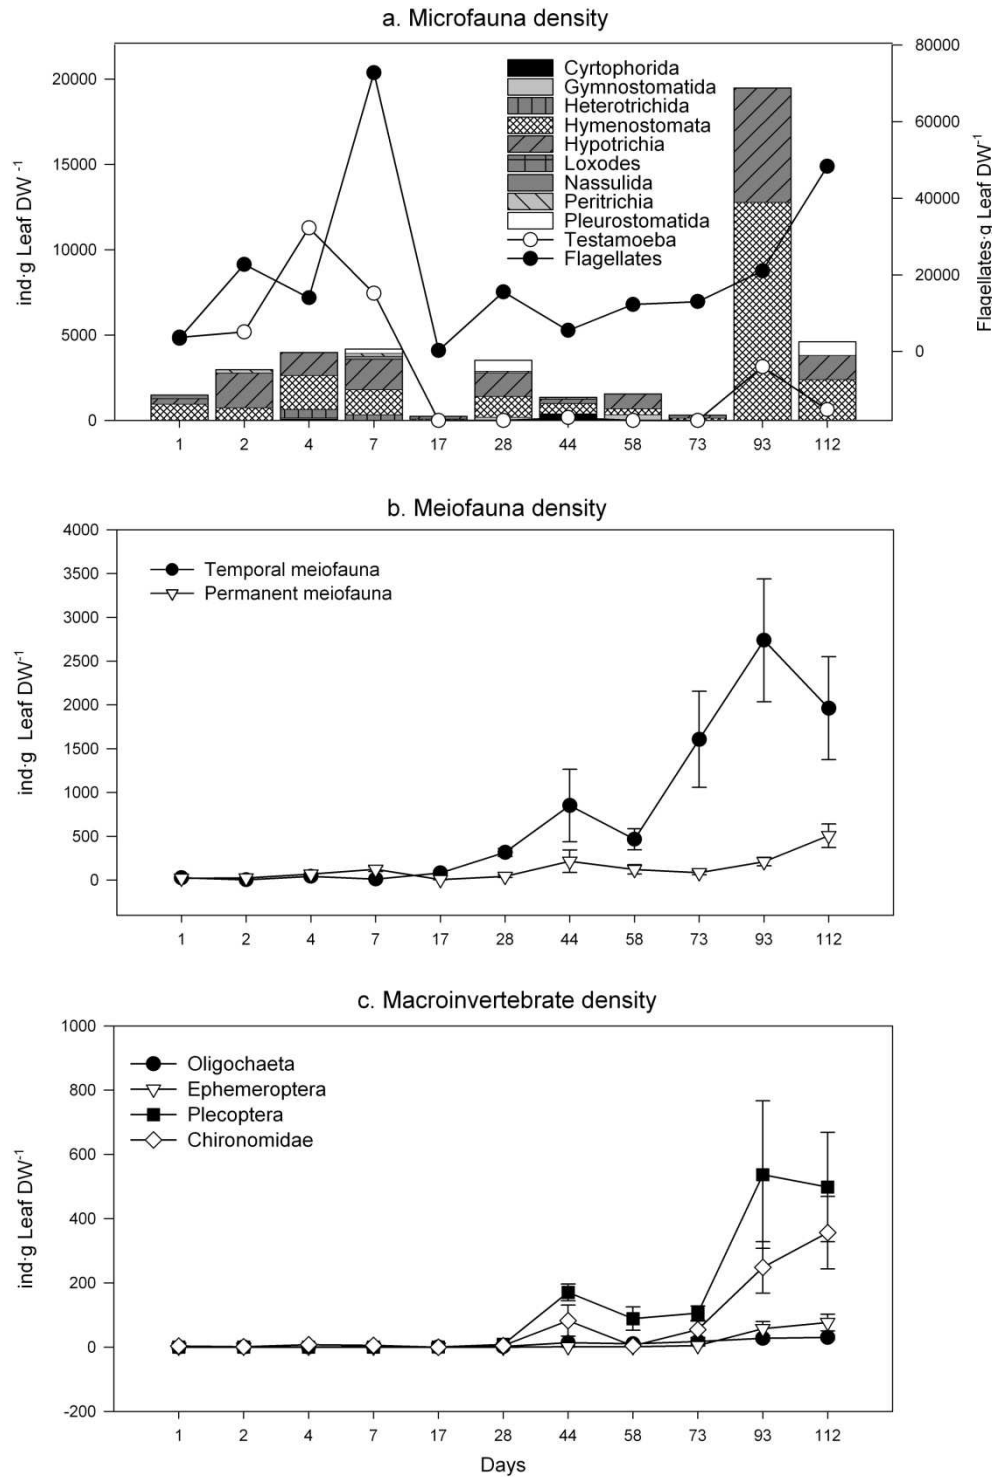 a. Microfauna density
ind·g Leaf DW⁻¹
20000
15000
10000
5000
0
Cyrtophorida
Gymnostomatida
Heterotrichida
Hymenostomata
Hypotrichia
Loxodes
Nassulida
Peritrichia
Pleurostomatida
Testamoeba
Flagellates
80000
60000
40000
20000
0
Flagellates·g Leaf DW⁻¹
1 2 4 7 17 28 44 58 73 93 112
b. Meiofauna density
ind·g Leaf DW⁻¹
4000
3500
3000
2500
2000
1500
1000
500
0
Temporal meiofauna
Permanent meiofauna
1 2 4 7 17 28 44 58 73 93 112
c. Macroinvertebrate density
ind·g Leaf DW⁻¹
1000
800
600
400
200
0
-200
Oligochaeta
Ephemeroptera
Plecoptera
Chironomidae
1 2 4 7 17 28 44 58 73 93 112
Days